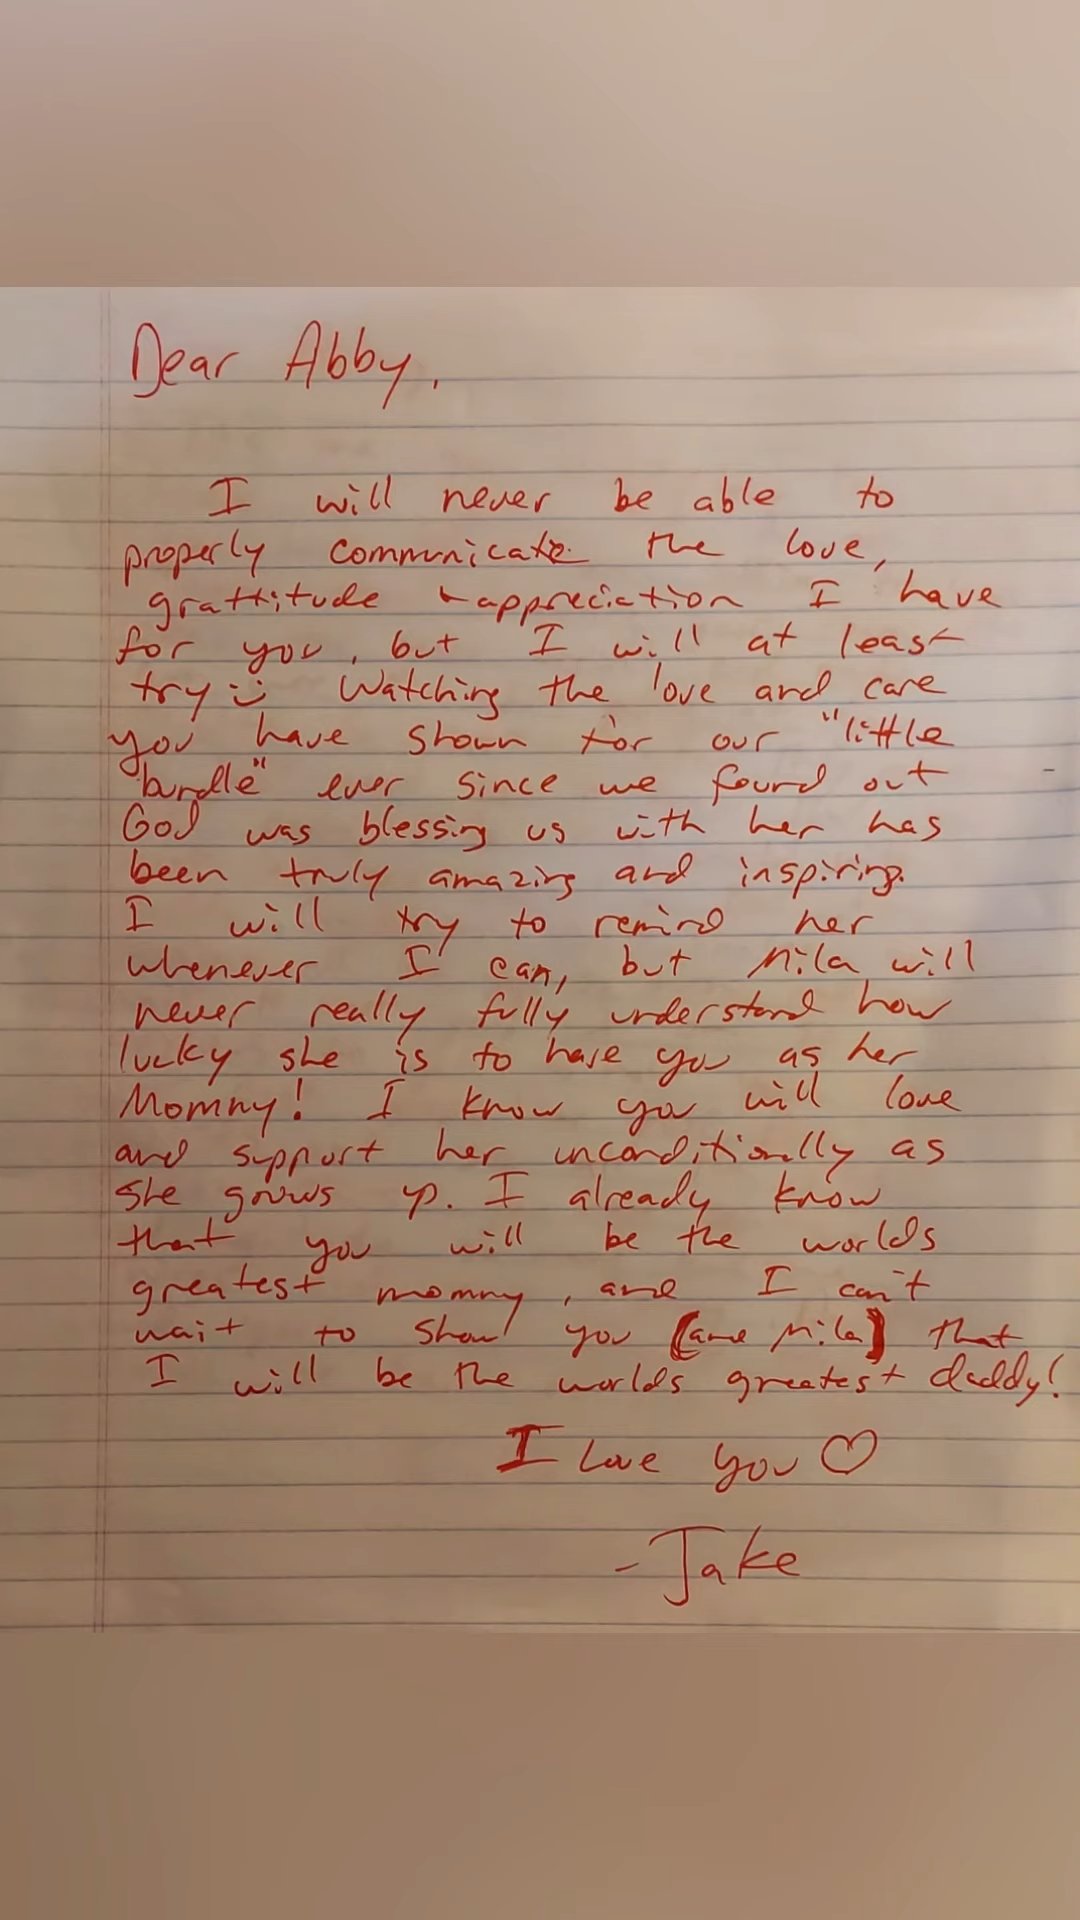 Dear Abby,
I will never be able to
properly communicate the love,
grattitude + appreciation I have
for you, but I will at least
try :) Watching the love and care
you have shown for our "little
bundle" ever since we found out
God was blessing us with her has
been truly amazing and inspiring.
I will try to remind her
whenever I can, but Mila will
never really fully understand how
lucky she is to have you as her
Mommy! I know you will love
and support her unconditionally as
she grows up. I already know
that you will be the worlds
greatest mommy, and I can't
wait to show you (and Mila) that
I will be the worlds greatest daddy!
I Love you ♡
- Jake